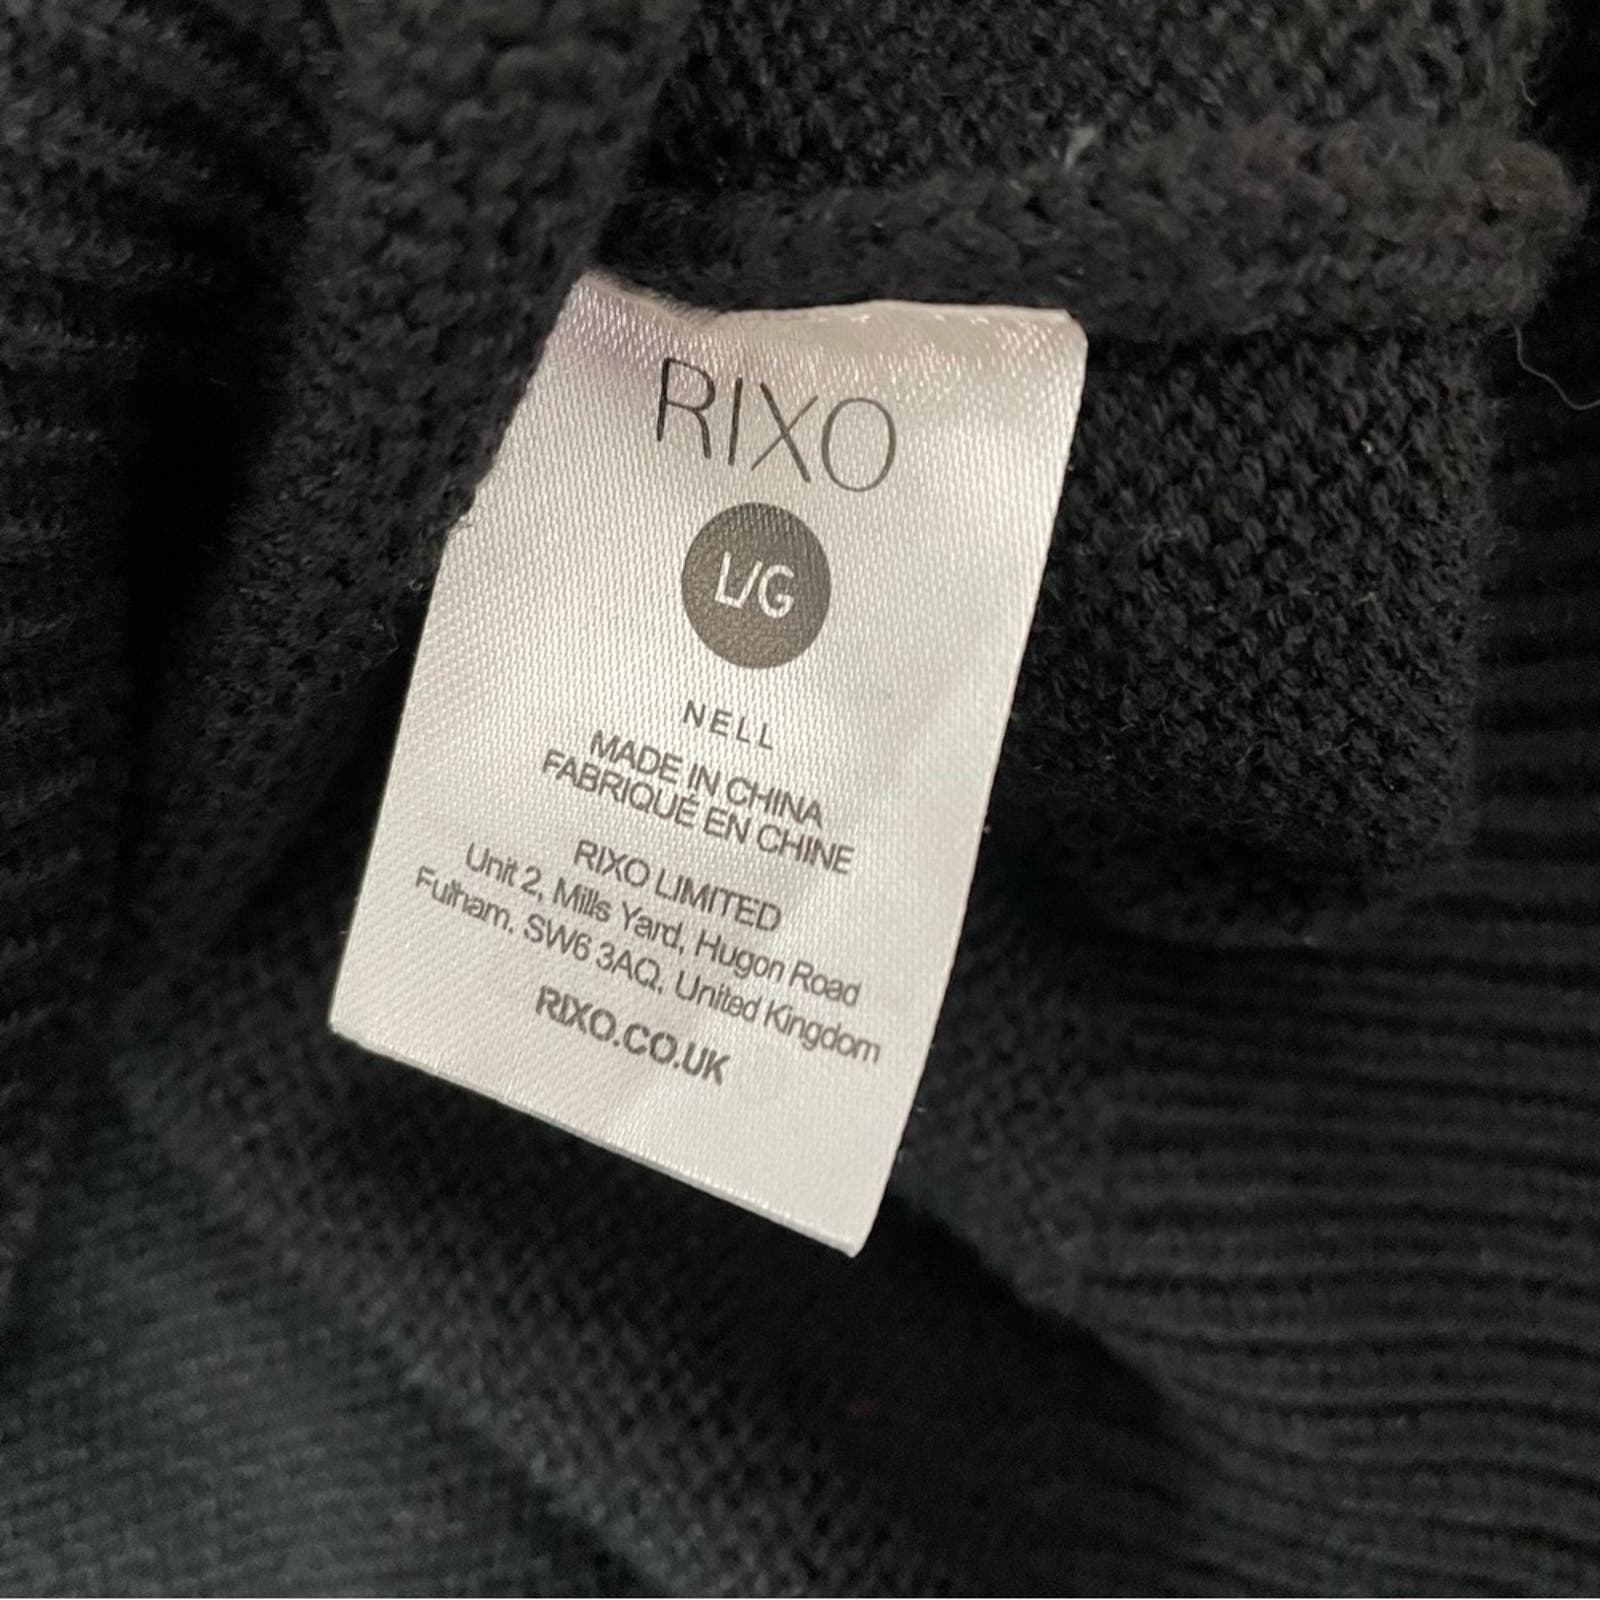 RIXO
L/G
NELL
MADE IN CHINA
FABRIQUÉ EN CHINE
RIXO LIMITED
Unit 2, Mills Yard, Hugon Road
Fulham, SW6 3AQ, United Kingdom
RIXO.CO.UK